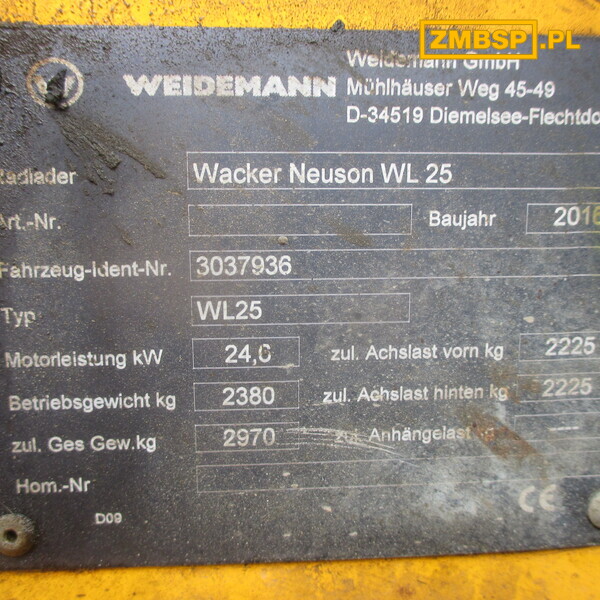 ZMBSP.PL
WEIDEMANN
Weidemann GmbH
Mühlhäuser Weg 45-49
D-34519 Diemelsee-Flechtdo
Radlader Wacker Neuson WL 25
Art.-Nr. Baujahr 2016
Fahrzeug-Ident-Nr. 3037936
Typ WL25
Motorleistung kW 24,6 zul. Achslast vorn kg 2225
Betriebsgewicht kg 2380 zul. Achslast hinten kg 2225
zul. Ges Gew.kg 2970 zul. Anhängelast kg —
Hom.-Nr
D09 CE